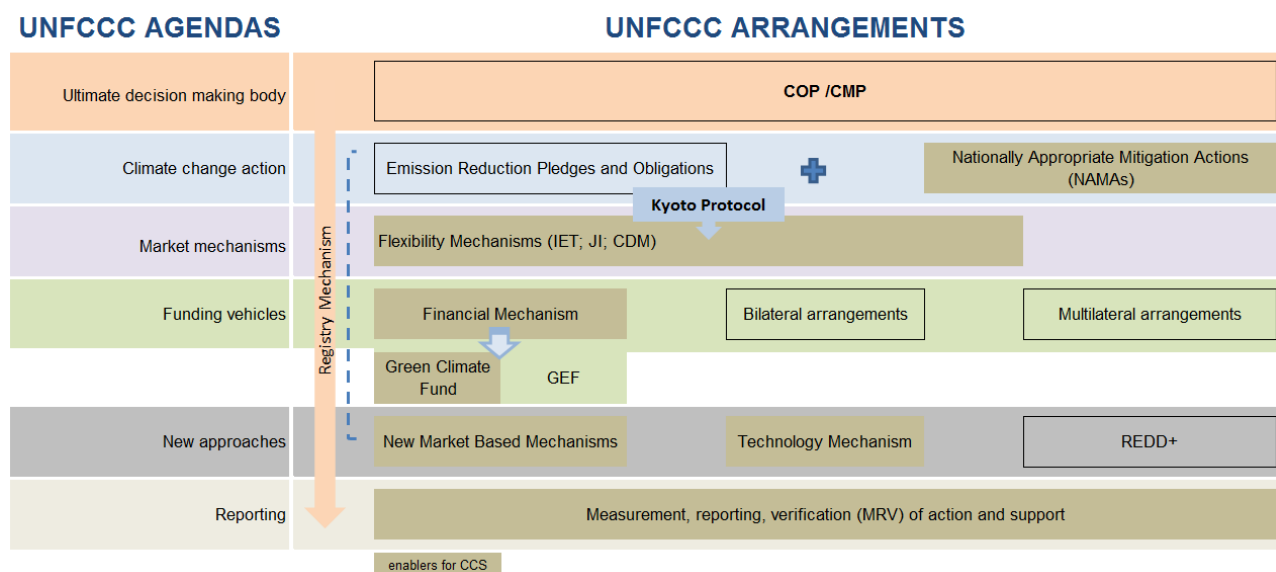 UNFCCC AGENDAS
UNFCCC ARRANGEMENTS
Ultimate decision making body
COP /CMP
Climate change action
Emission Reduction Pledges and Obligations
Nationally Appropriate Mitigation Actions
(NAMAs)
Kyoto Protocol
Market mechanisms
Flexibility Mechanisms (IET; JI; CDM)
Registry Mechanism
Funding vehicles
Financial Mechanism
Bilateral arrangements
Multilateral arrangements
Green Climate
Fund
GEF
New approaches
New Market Based Mechanisms
Technology Mechanism
REDD+
Reporting
Measurement, reporting, verification (MRV) of action and support
enablers for CCS